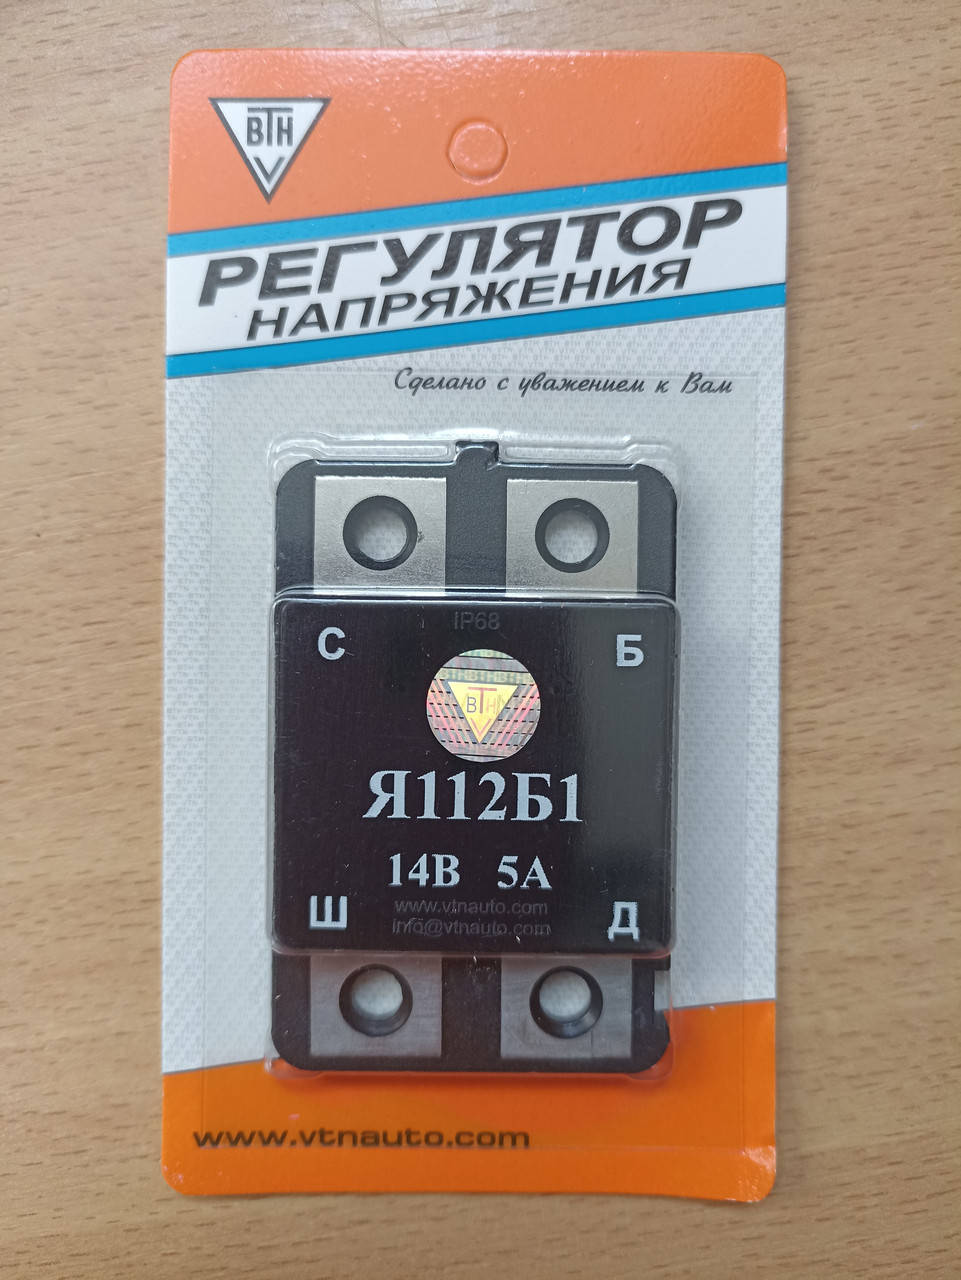 ВТН
РЕГУЛЯТОР
НАПРЯЖЕНИЯ
Сделано с уважением к Вам
IP68
С Б
ВТН
Я112Б1
14В 5А
www.vtnauto.com
info@vtnauto.com
Ш Д
www.vtnauto.com